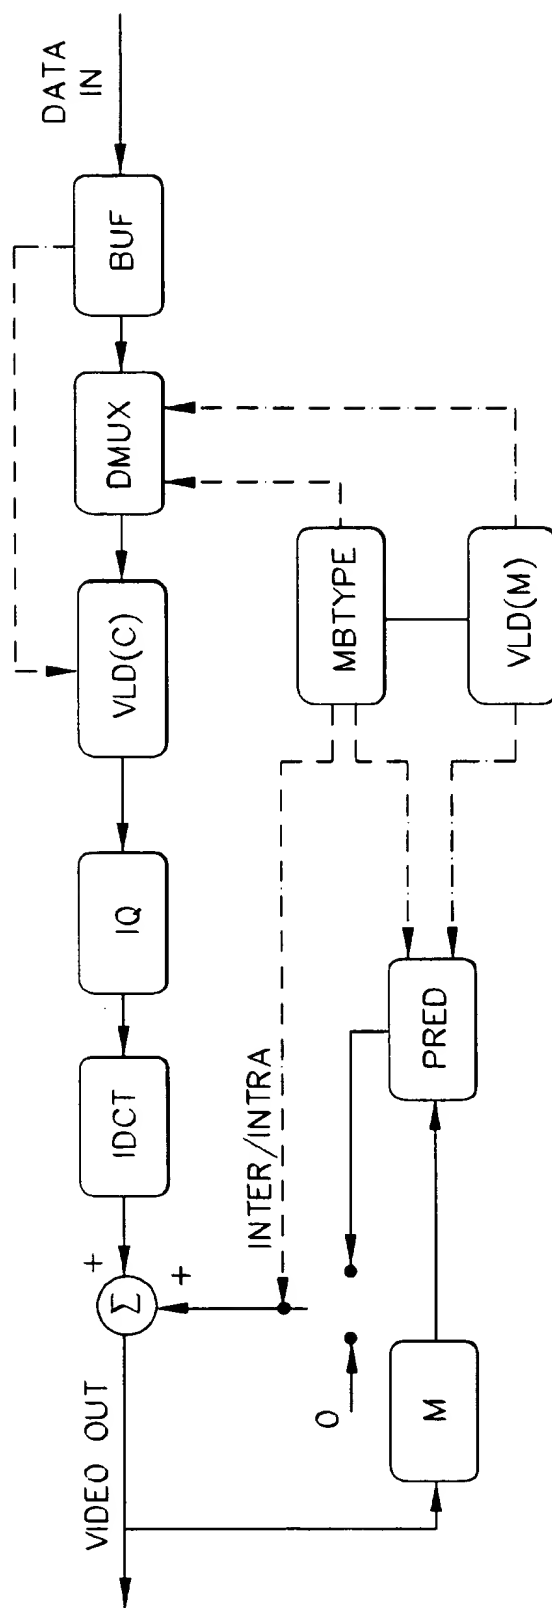 DATA
IN
BUF
DMUX
VLD(C)
IQ
IDCT
+
Σ
+
VIDEO OUT
INTER/INTRA
MBTYPE
VLD(M)
PRED
0
M